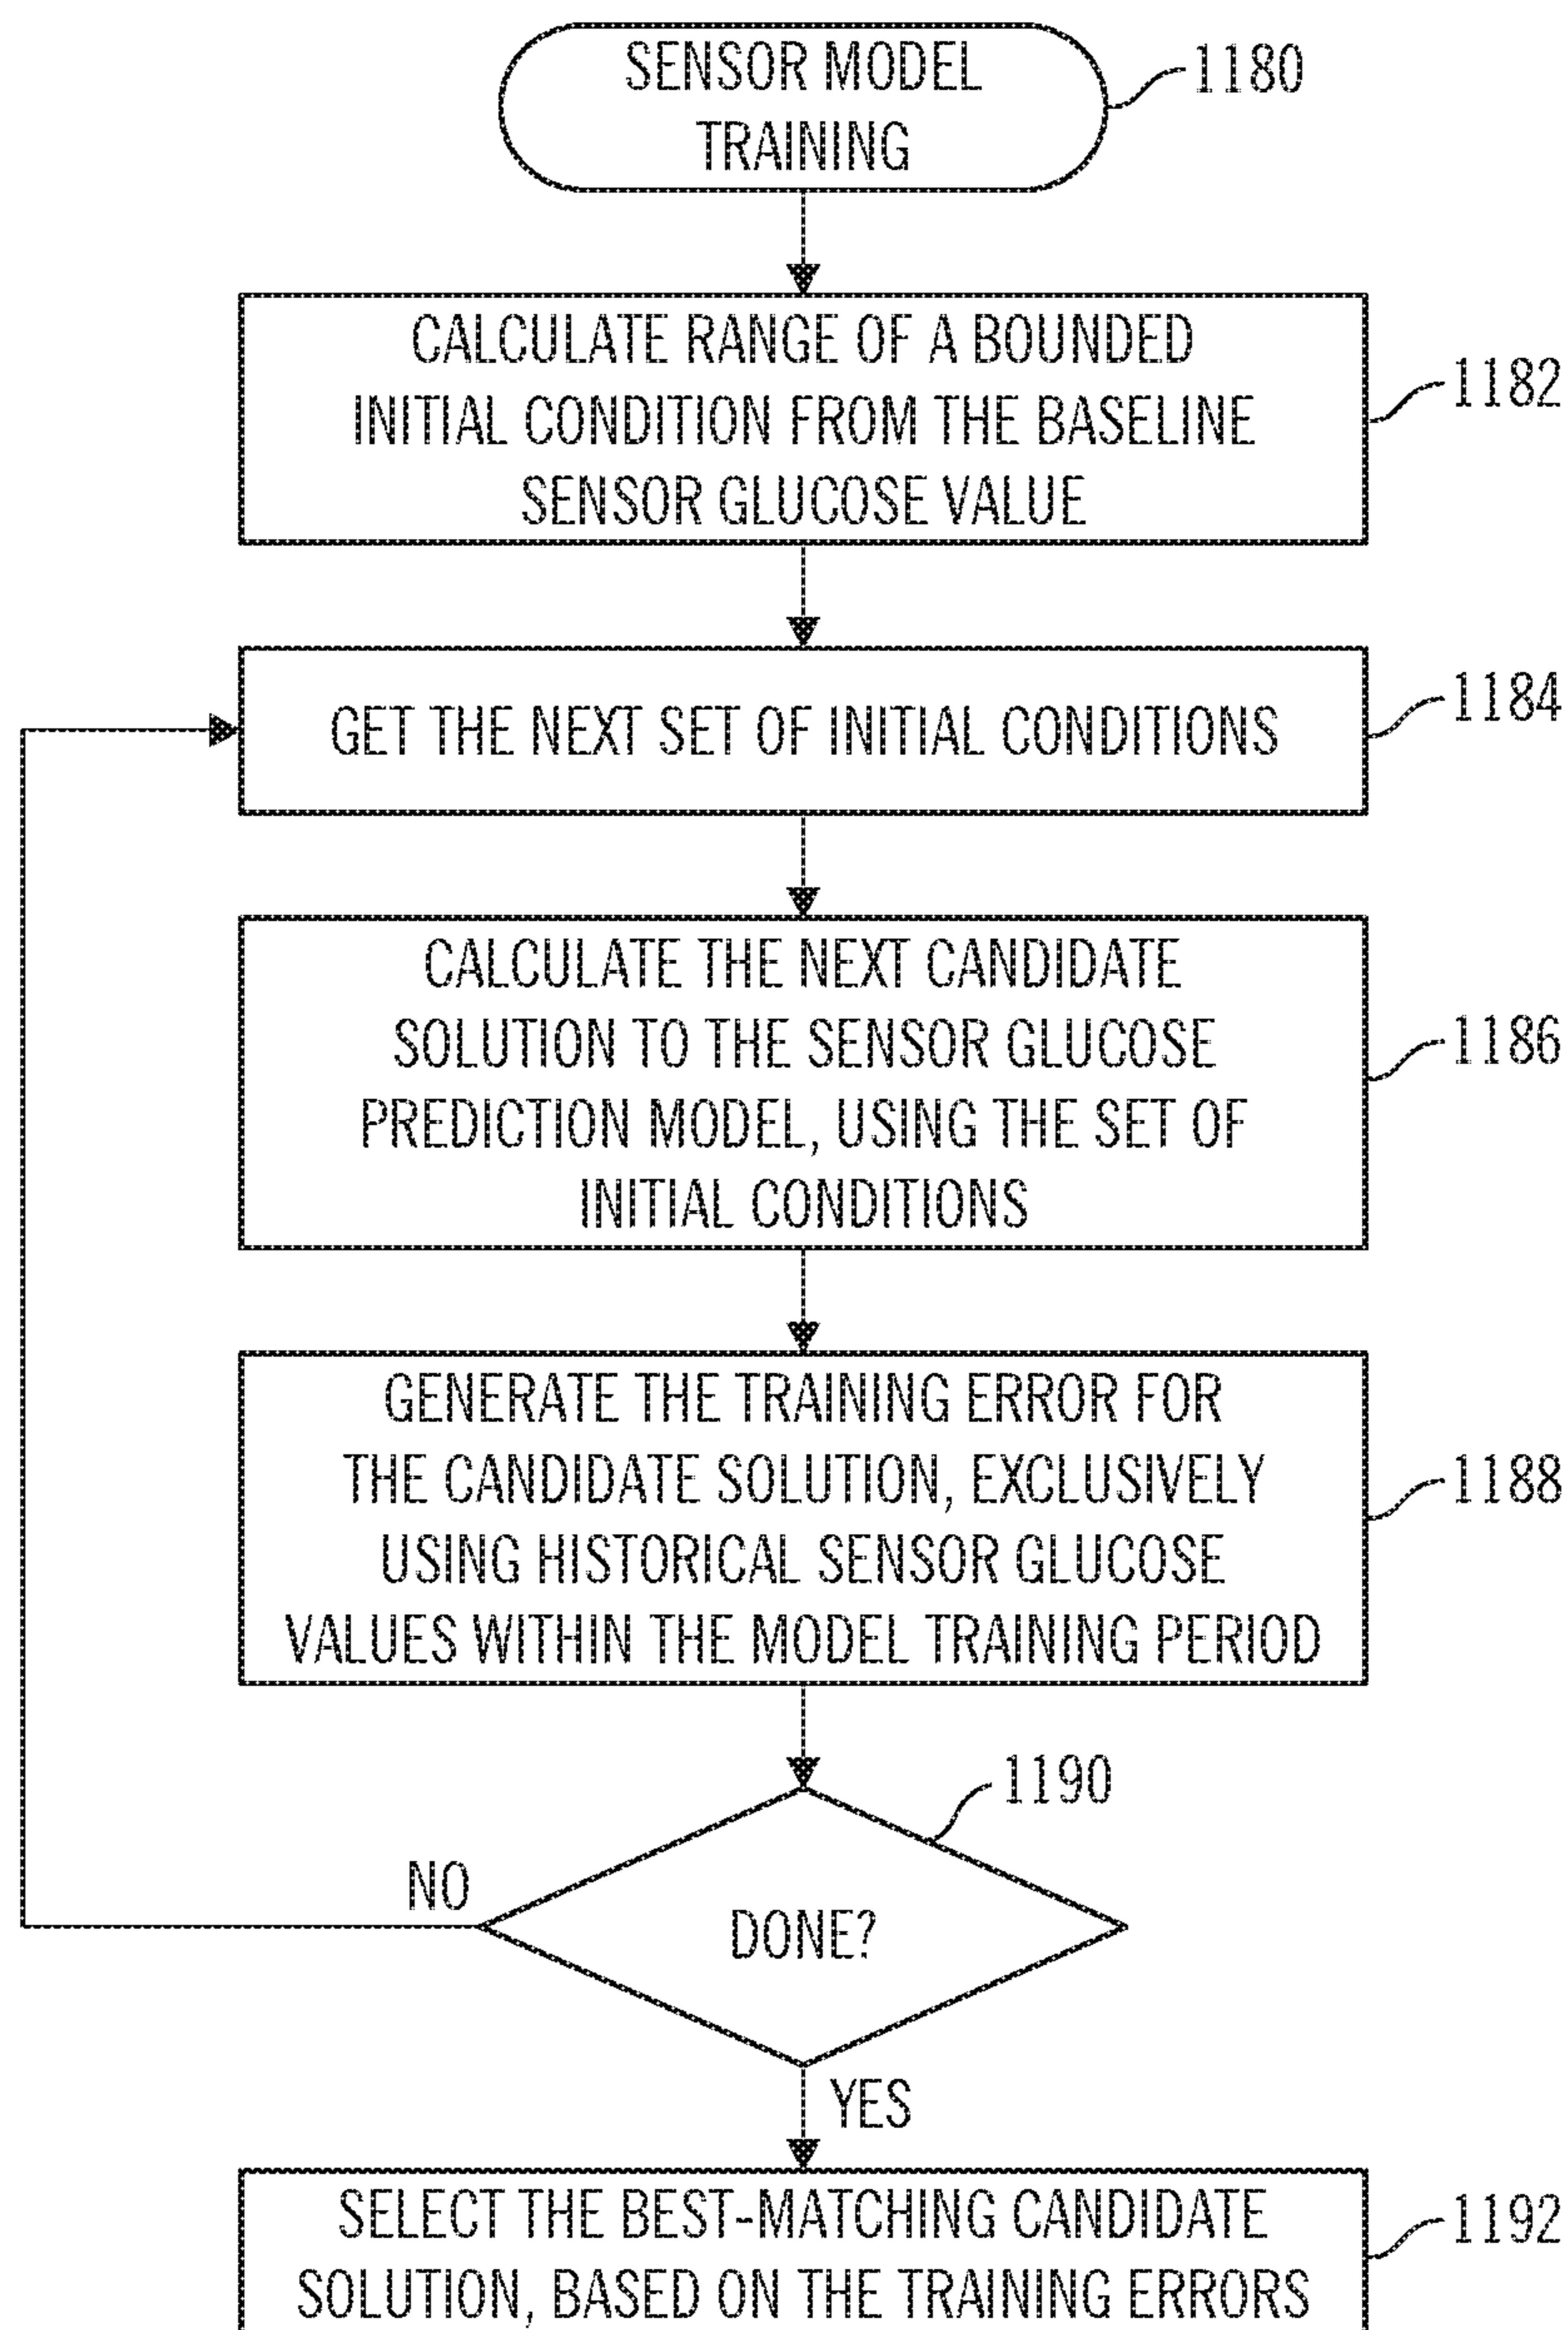 SENSOR MODEL
TRAINING
1180
CALCULATE RANGE OF A BOUNDED
INITIAL CONDITION FROM THE BASELINE
SENSOR GLUCOSE VALUE
1182
GET THE NEXT SET OF INITIAL CONDITIONS
1184
CALCULATE THE NEXT CANDIDATE
SOLUTION TO THE SENSOR GLUCOSE
PREDICTION MODEL, USING THE SET OF
INITIAL CONDITIONS
1186
GENERATE THE TRAINING ERROR FOR
THE CANDIDATE SOLUTION, EXCLUSIVELY
USING HISTORICAL SENSOR GLUCOSE
VALUES WITHIN THE MODEL TRAINING PERIOD
1188
1190
NO
DONE?
YES
SELECT THE BEST-MATCHING CANDIDATE
SOLUTION, BASED ON THE TRAINING ERRORS
1192